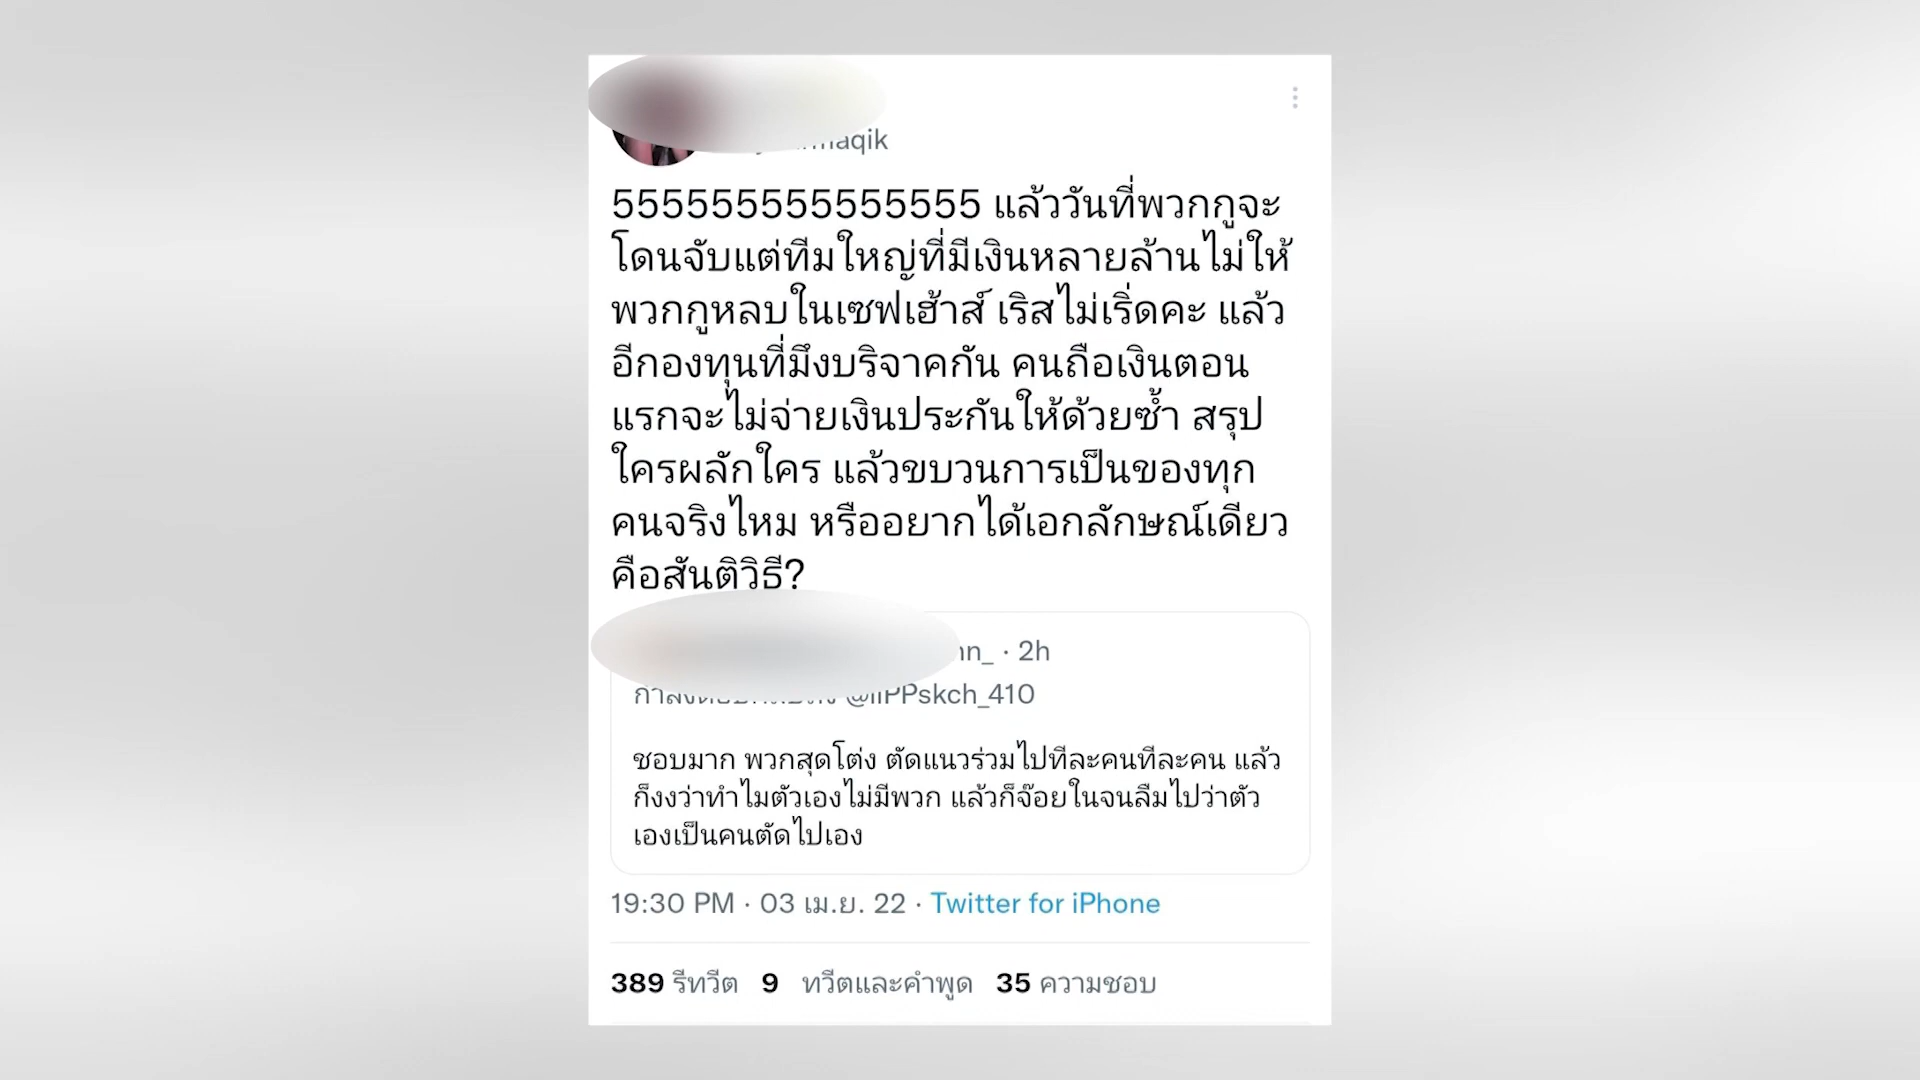 555555555555555 แล้ววันที่พวกกูจะ
โดนจับแต่ทีมใหญ่ที่มีเงินหลายล้านไม่ให้
พวกกูหลบในเซฟเฮ้าส์ เริสไม่เริ่ดคะ แล้ว
อีกองทุนที่มึงบริจาคกัน คนถือเงินตอน
แรกจะไม่จ่ายเงินประกันให้ด้วยซ้ำ สรุป
ใครผลักใคร แล้วขบวนการเป็นของทุก
คนจริงไหม หรืออยากได้เอกลักษณ์เดียว
คือสันติวิธี?
· 2h
@iiPPskch_410
ชอบมาก พวกสุดโต่ง ตัดแนวร่วมไปทีละคนทีละคน แล้ว
ก็งงว่าทำไมตัวเองไม่มีพวก แล้วก็จ๊อยในจนลืมไปว่าตัว
เองเป็นคนตัดไปเอง
19:30 PM · 03 เม.ย. 22 · Twitter for iPhone
389 รีทวีต 9 ทวีตและคำพูด 35 ความชอบ